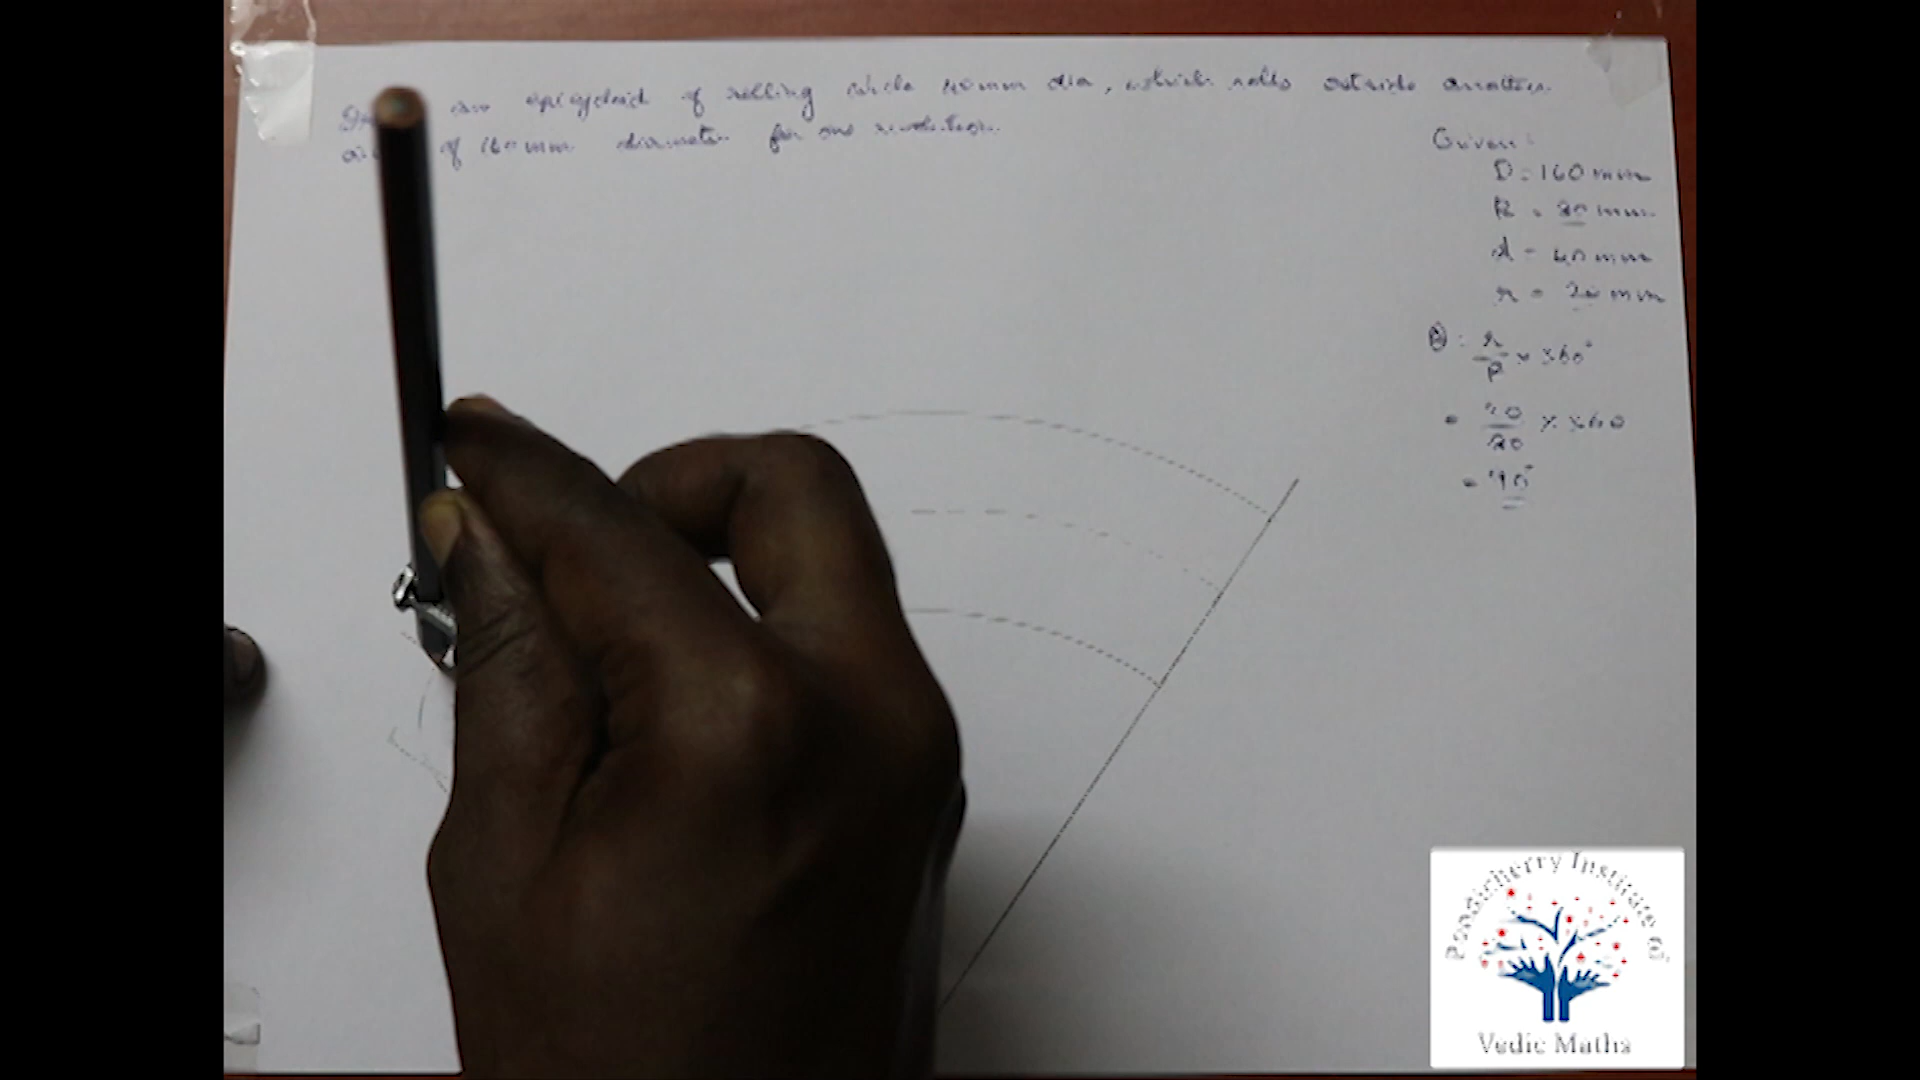 an epicycloid of rolling circle 40mm dia, which rolls outside another
of 160mm diameter for one revolution.
Given:
D = 160 mm
R = 80 mm
d = 40 mm
r = 20 mm
θ = r/R × 360°
= 20/80 × 360
= 90°
Pondicherry Institute of
Vedic Maths